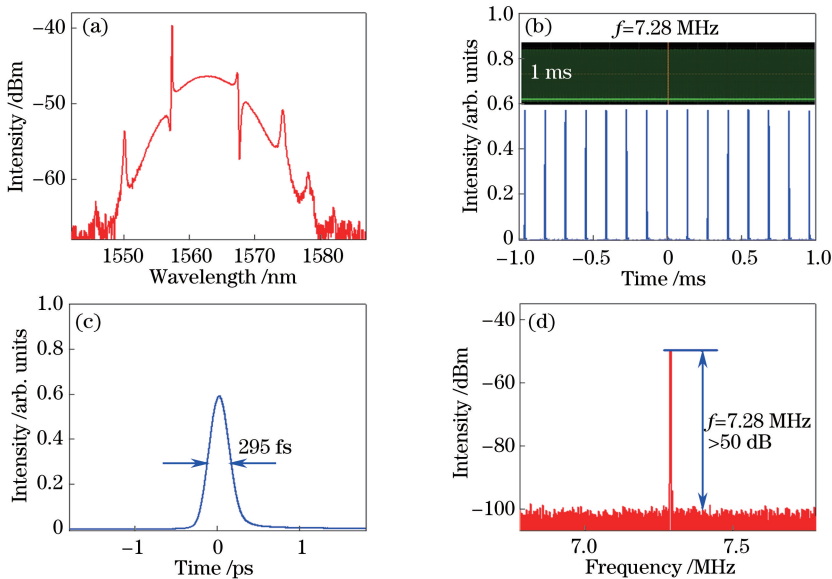 (a)
−40
−50
−60
Intensity /dBm
1550
1560
1570
1580
Wavelength /nm
(b)
f=7.28 MHz
1 ms
1.0
0.8
0.6
0.4
0.2
0
Intensity /arb. units
−1.0
−0.5
0
0.5
1.0
Time /ms
(c)
1.0
0.8
0.6
0.4
0.2
0
Intensity /arb. units
295 fs
−1
0
1
Time /ps
(d)
−40
−60
−80
−100
Intensity /dBm
f=7.28 MHz
>50 dB
7.0
7.5
Frequency /MHz